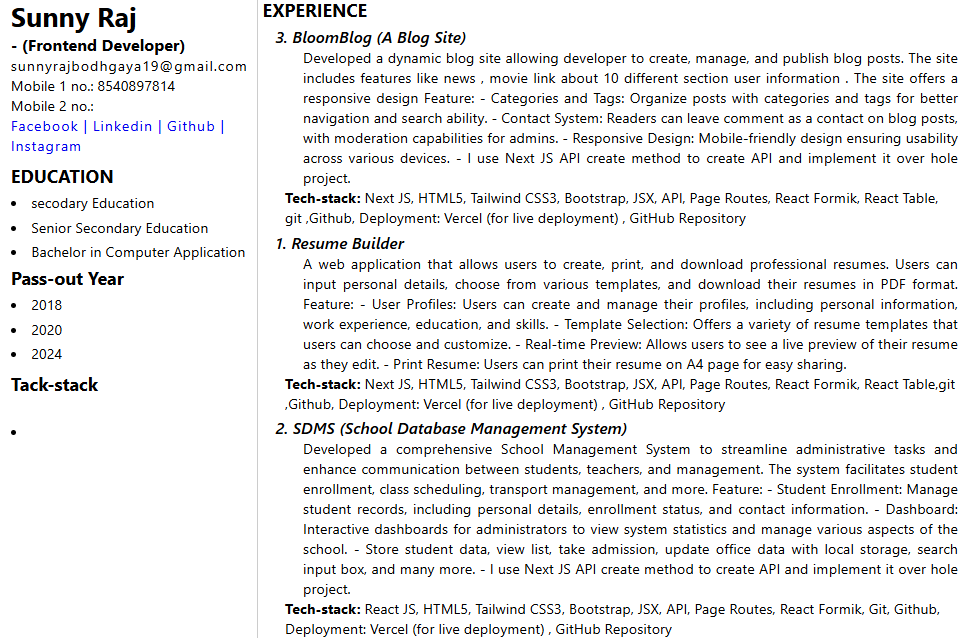 Sunny Raj
- (Frontend Developer)
sunnyrajbodhgaya19@gmail.com
Mobile 1 no.: 8540897814
Mobile 2 no.:
Facebook | Linkedin | Github |
Instagram
EDUCATION
• secodary Education
• Senior Secondary Education
• Bachelor in Computer Application
Pass-out Year
• 2018
• 2020
• 2024
Tack-stack
•
EXPERIENCE
3. BloomBlog (A Blog Site)
Developed a dynamic blog site allowing developer to create, manage, and publish blog posts. The site
includes features like news , movie link about 10 different section user information . The site offers a
responsive design Feature: - Categories and Tags: Organize posts with categories and tags for better
navigation and search ability. - Contact System: Readers can leave comment as a contact on blog posts,
with moderation capabilities for admins. - Responsive Design: Mobile-friendly design ensuring usability
across various devices. - I use Next JS API create method to create API and implement it over hole
project.
Tech-stack: Next JS, HTML5, Tailwind CSS3, Bootstrap, JSX, API, Page Routes, React Formik, React Table,
git ,Github, Deployment: Vercel (for live deployment) , GitHub Repository
1. Resume Builder
A web application that allows users to create, print, and download professional resumes. Users can
input personal details, choose from various templates, and download their resumes in PDF format.
Feature: - User Profiles: Users can create and manage their profiles, including personal information,
work experience, education, and skills. - Template Selection: Offers a variety of resume templates that
users can choose and customize. - Real-time Preview: Allows users to see a live preview of their resume
as they edit. - Print Resume: Users can print their resume on A4 page for easy sharing.
Tech-stack: Next JS, HTML5, Tailwind CSS3, Bootstrap, JSX, API, Page Routes, React Formik, React Table,git
,Github, Deployment: Vercel (for live deployment) , GitHub Repository
2. SDMS (School Database Management System)
Developed a comprehensive School Management System to streamline administrative tasks and
enhance communication between students, teachers, and management. The system facilitates student
enrollment, class scheduling, transport management, and more. Feature: - Student Enrollment: Manage
student records, including personal details, enrollment status, and contact information. - Dashboard:
Interactive dashboards for administrators to view system statistics and manage various aspects of the
school. - Store student data, view list, take admission, update office data with local storage, search
input box, and many more. - I use Next JS API create method to create API and implement it over hole
project.
Tech-stack: React JS, HTML5, Tailwind CSS3, Bootstrap, JSX, API, Page Routes, React Formik, Git, Github,
Deployment: Vercel (for live deployment) , GitHub Repository